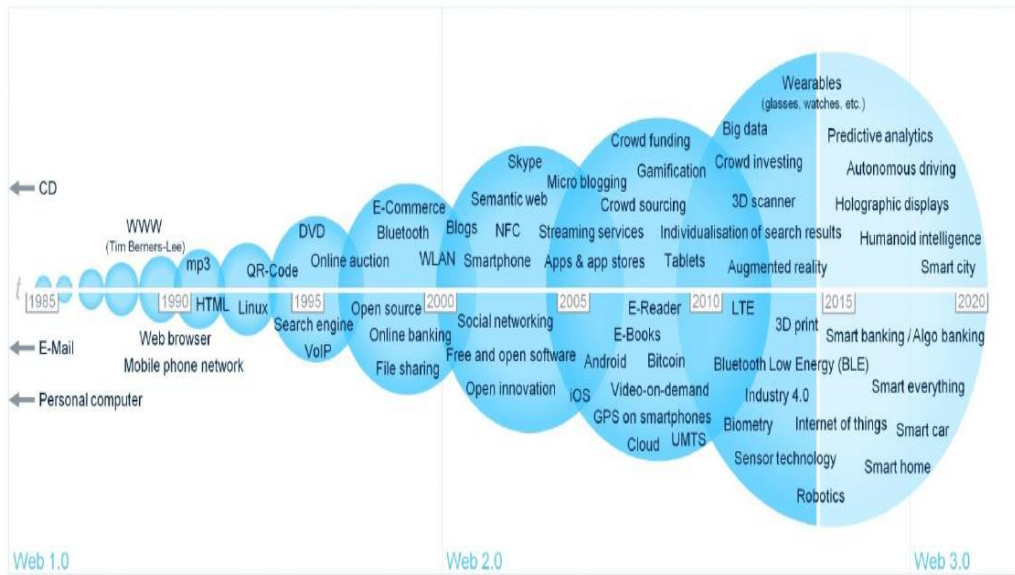 Wearables
(glasses, watches, etc.)
Big data
Predictive analytics
Crowd funding
Skype
Gamification
Crowd investing
Autonomous driving
CD
Micro blogging
Semantic web
3D scanner
Holographic displays
E-Commerce
Crowd sourcing
WWW
(Tim Berners-Lee)
DVD
Bluetooth
Blogs
NFC
Streaming services
Individualisation of search results
Humanoid intelligence
mp3
QR-Code
Online auction
WLAN
Smartphone
Apps & app stores
Tablets
Augmented reality
Smart city
t
1985
1990
1995
2000
2005
2010
2015
2020
HTML
Linux
Open source
E-Reader
LTE
Search engine
Social networking
3D print
Web browser
Online banking
E-Books
Smart banking / Algo banking
E-Mail
VoIP
Free and open software
Android
Bitcoin
Bluetooth Low Energy (BLE)
Mobile phone network
File sharing
Open innovation
iOS
Video-on-demand
Industry 4.0
Smart everything
Personal computer
GPS on smartphones
Biometry
Internet of things
Smart car
Cloud
UMTS
Sensor technology
Smart home
Robotics
Web 1.0
Web 2.0
Web 3.0